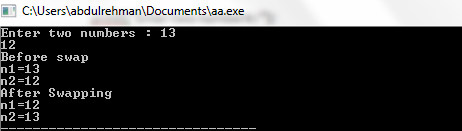 C:\Users\abdulrehman\Documents\aa.exe
Enter two numbers : 13
12
Before swap
n1=13
n2=12
After Swapping
n1=12
n2=13
--------------------------------